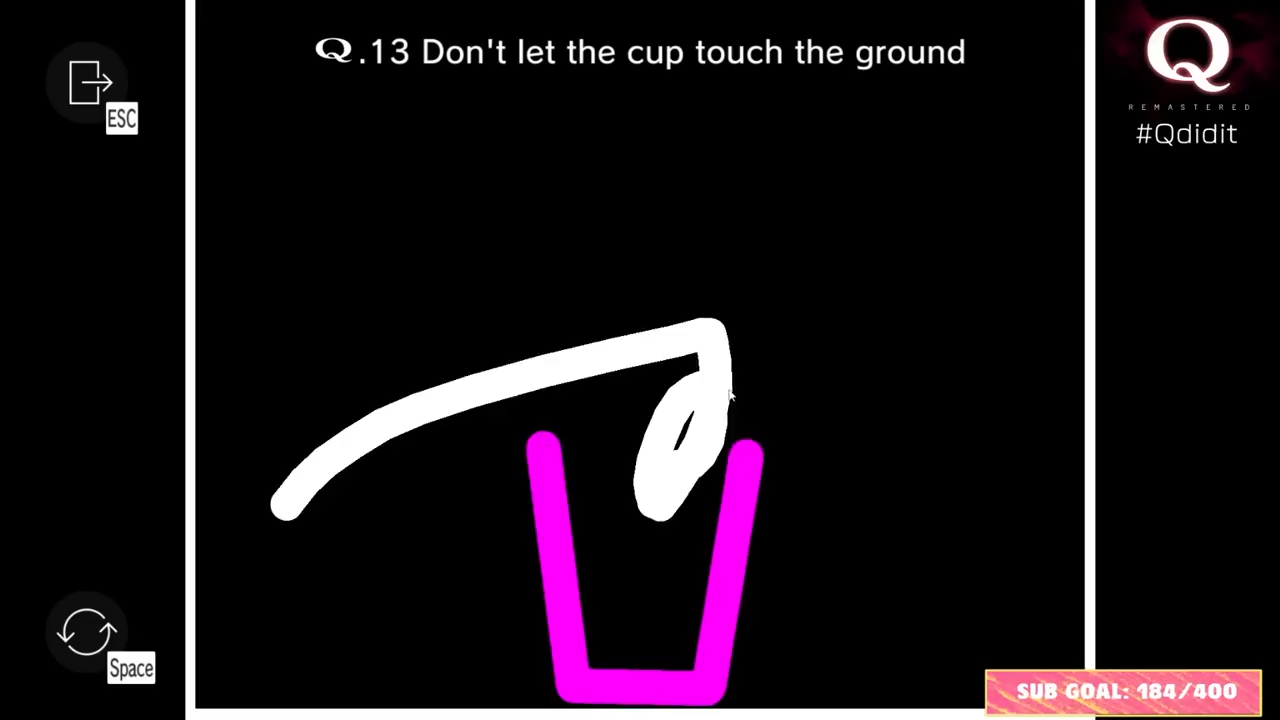 Q.13 Don't let the cup touch the ground
ESC
Q
REMASTERED
#Qdidit
Space
SUB GOAL: 184/400